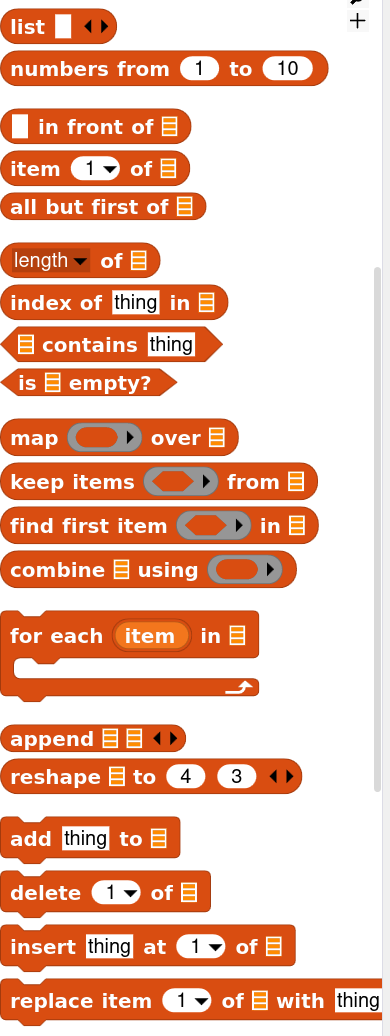 list
numbers from 1 to 10
in front of
item 1 of
all but first of
length of
index of thing in
contains thing
is empty?
map over
keep items from
find first item in
combine using
for each item in
append
reshape to 4 3
add thing to
delete 1 of
insert thing at 1 of
replace item 1 of with thing